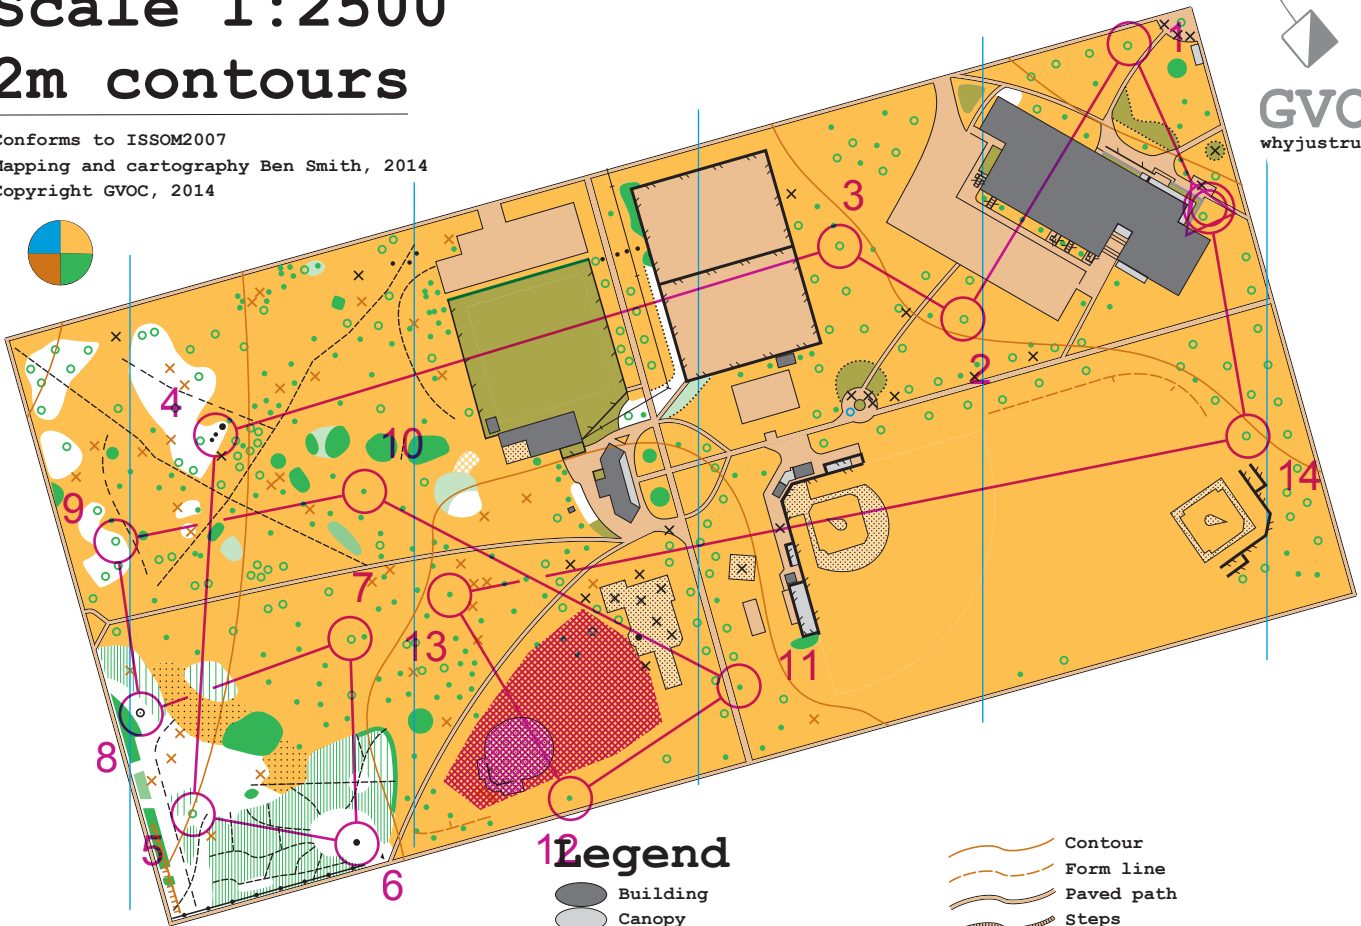 Scale 1:2500
2m contours
Conforms to ISSOM2007
Mapping and cartography Ben Smith, 2014
Copyright GVOC, 2014
GVOC
whyjustru
1
3
2
4
10
9
14
7
13
11
8
5
12
6
Legend
Building
Canopy
Contour
Form line
Paved path
Steps